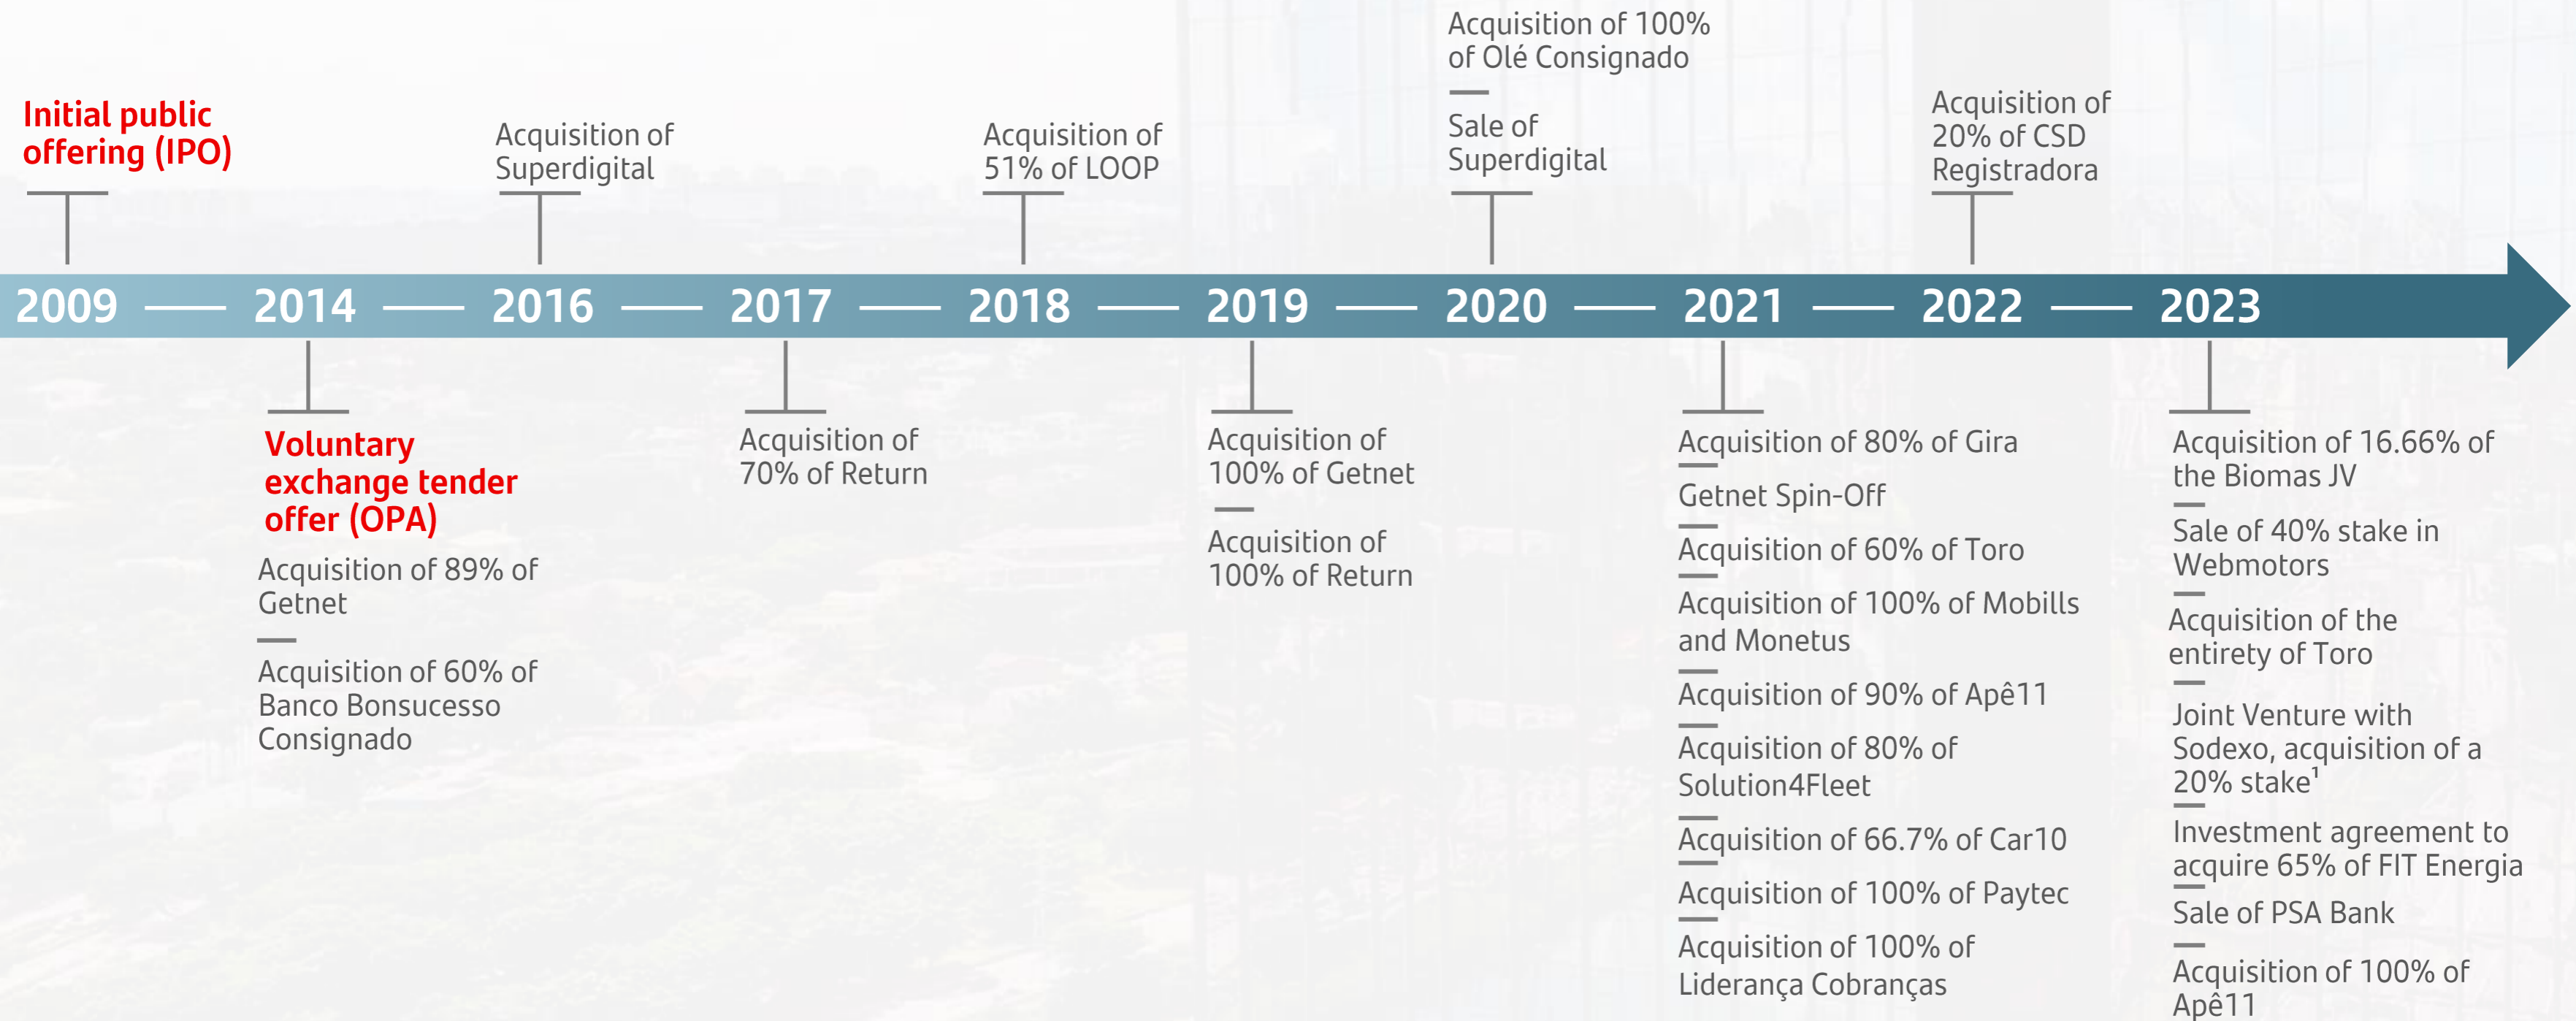 Initial public
offering (IPO)
Acquisition of
Superdigital
Acquisition of
51% of LOOP
Acquisition of 100%
of Olé Consignado
Sale of
Superdigital
Acquisition of
20% of CSD
Registradora
2009
2014
2016
2017
2018
2019
2020
2021
2022
2023
Voluntary
exchange tender
offer (OPA)
Acquisition of 89% of
Getnet
Acquisition of 60% of
Banco Bonsucesso
Consignado
Acquisition of
70% of Return
Acquisition of
100% of Getnet
Acquisition of
100% of Return
Acquisition of 80% of Gira
Getnet Spin-Off
Acquisition of 60% of Toro
Acquisition of 100% of Mobills
and Monetus
Acquisition of 90% of Apê11
Acquisition of 80% of
Solution4Fleet
Acquisition of 66.7% of Car10
Acquisition of 100% of Paytec
Acquisition of 100% of
Liderança Cobranças
Acquisition of 16.66% of
the Biomas JV
Sale of 40% stake in
Webmotors
Acquisition of the
entirety of Toro
Joint Venture with
Sodexo, acquisition of a
20% stake¹
Investment agreement to
acquire 65% of FIT Energia
Sale of PSA Bank
Acquisition of 100% of
Apê11